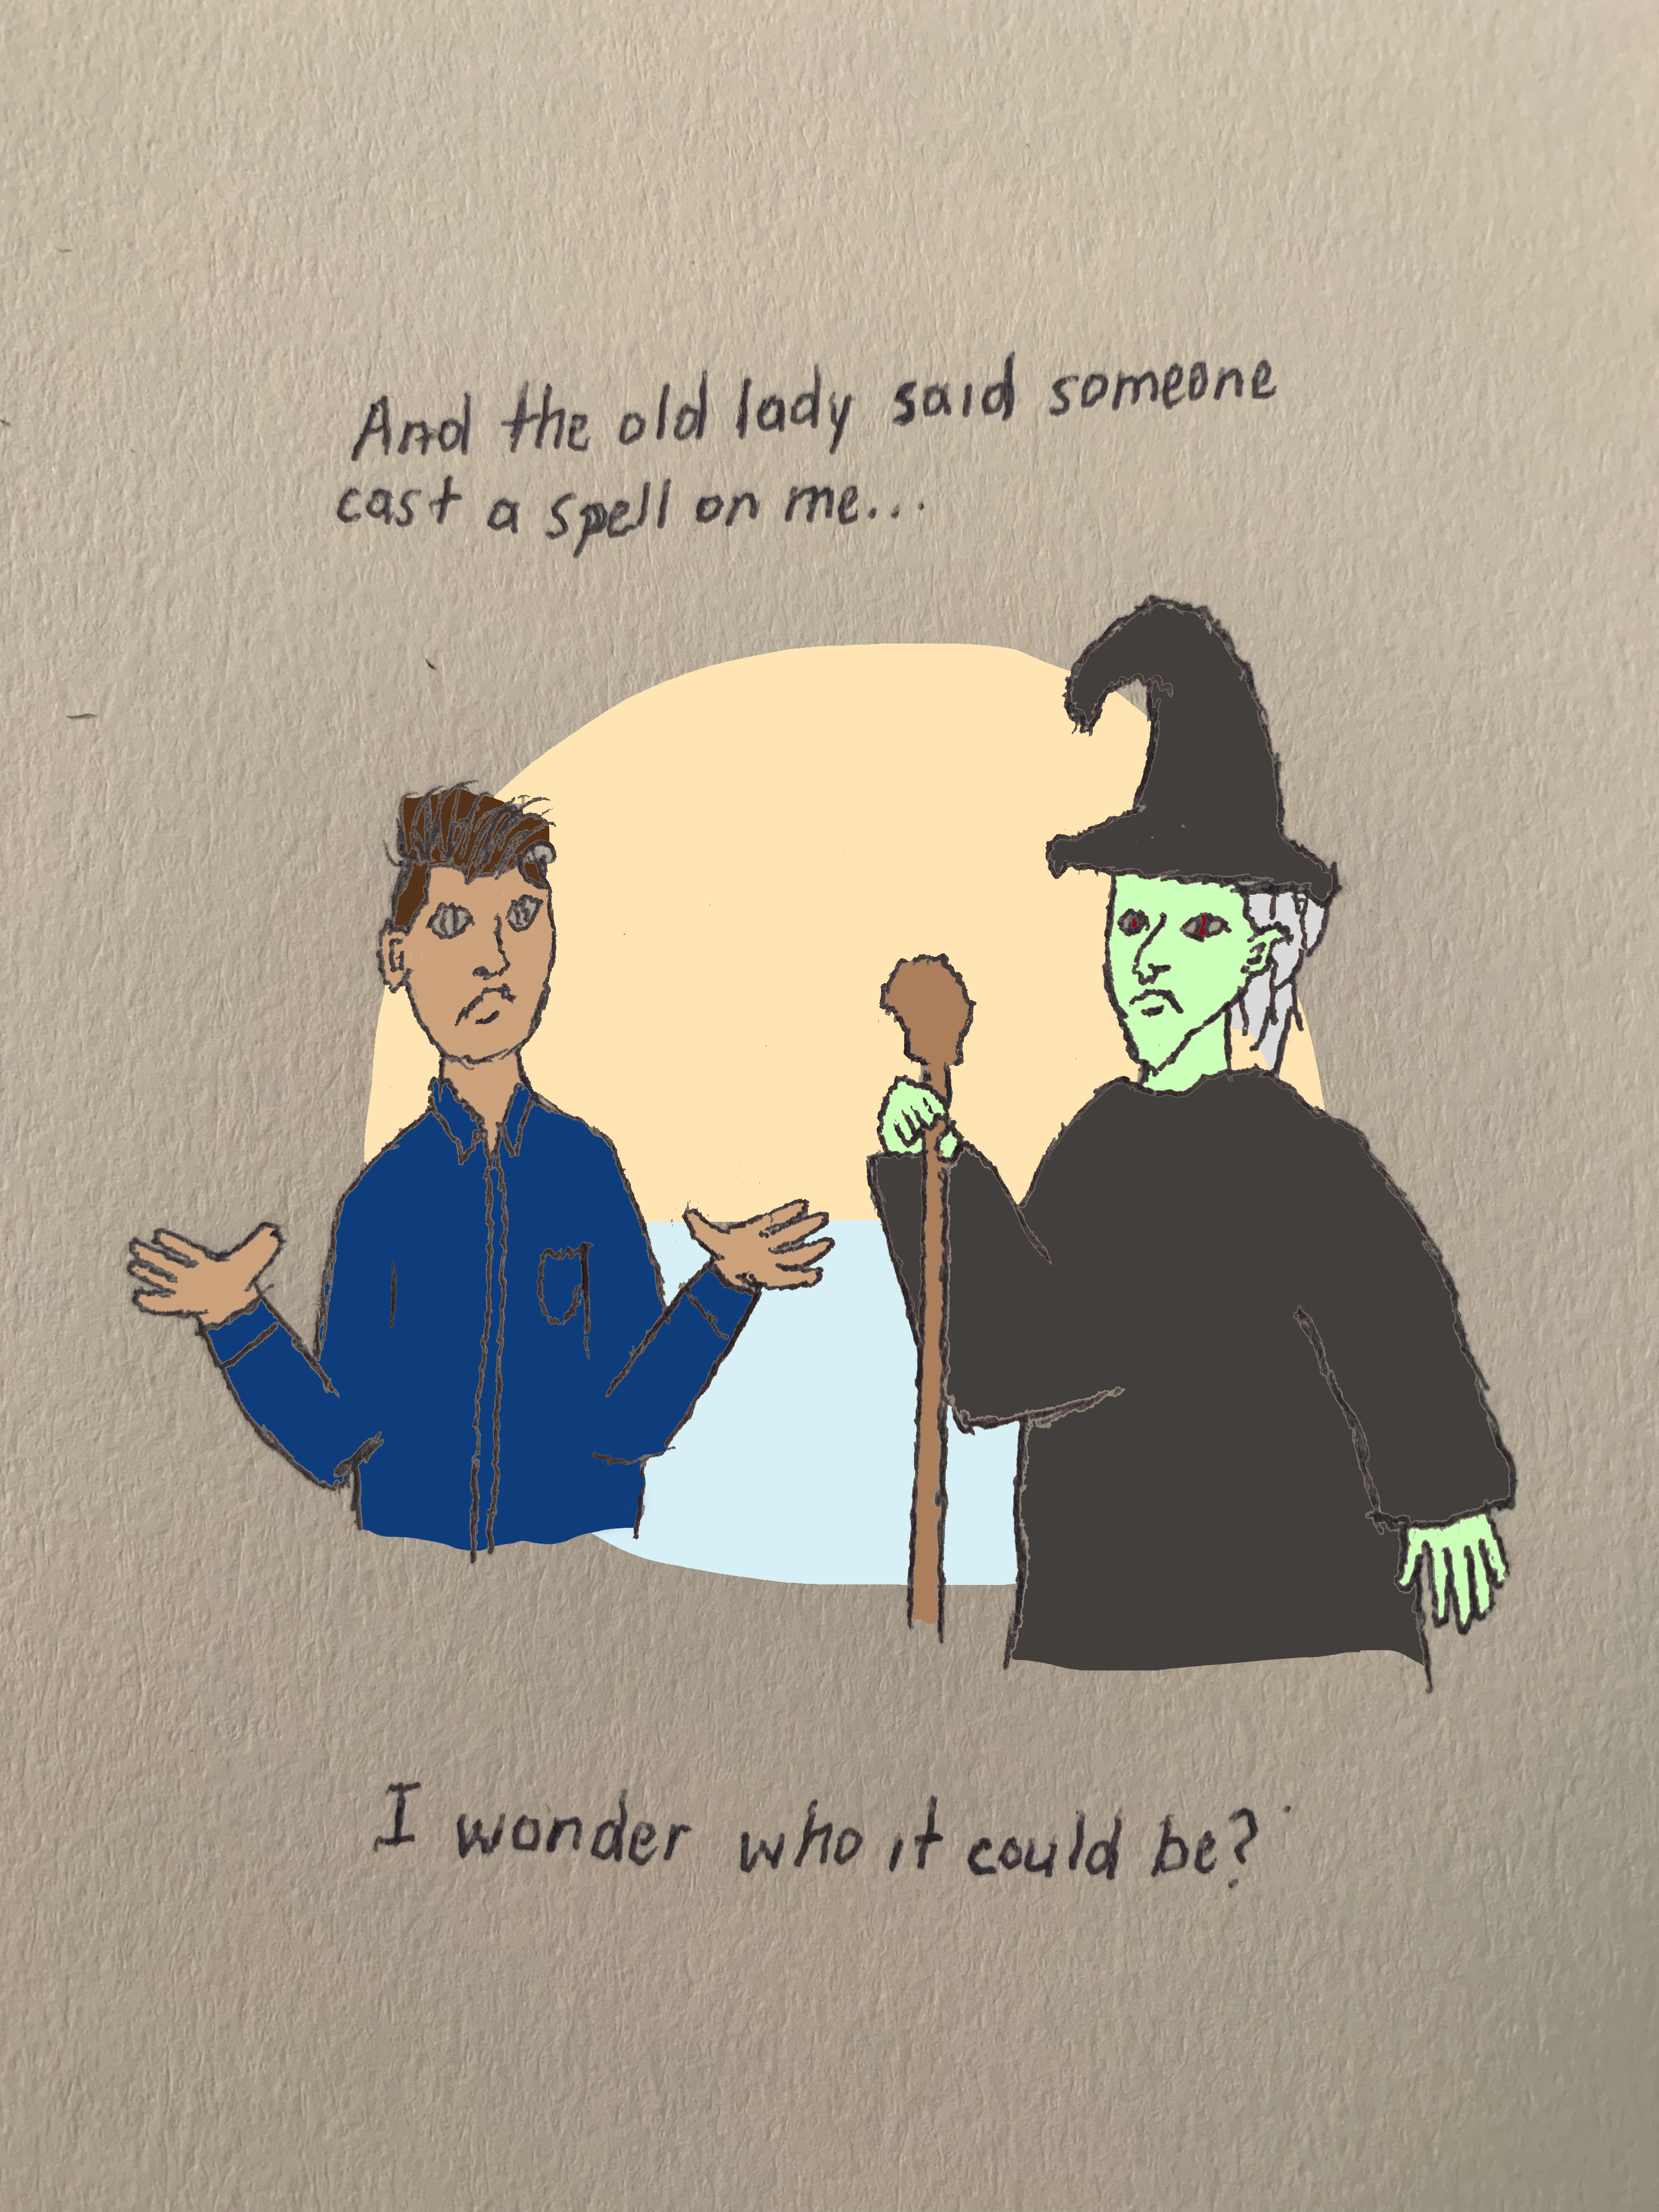 And the old lady said someone
cast a spell on me...
I wonder who it could be?